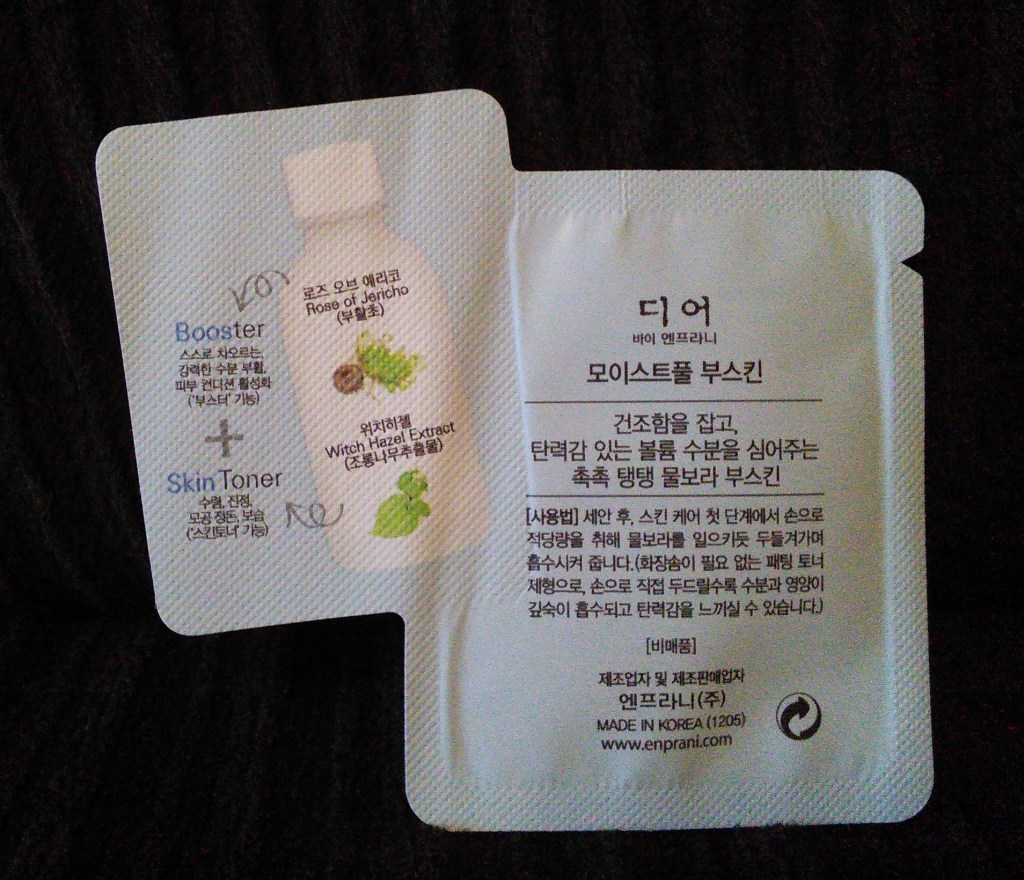 로즈 오브 예리코
Rose of Jericho
(부활초)
Booster
스스로 차오르는,
강력한 수분 부활,
피부 컨디션 활성화
('부스터' 기능)
+
위치하젤
Witch Hazel Extract
(조롱나무추출물)
Skin Toner
수렴, 진정,
모공 정돈, 보습
('스킨토너' 기능)
디어
바이 엔프라니
모이스트풀 부스킨
건조함을 잡고,
탄력감 있는 볼륨 수분을 심어주는
촉촉 탱탱 물보라 부스킨
[사용법] 세안 후, 스킨 케어 첫 단계에서 손으로
적당량을 취해 물보라를 일으키듯 두들겨가며
흡수시켜 줍니다.(화장솜이 필요 없는 패팅 토너
제형으로, 손으로 직접 두드릴수록 수분과 영양이
깊숙이 흡수되고 탄력감을 느끼실 수 있습니다.)
[비매품]
제조업자 및 제조판매업자
엔프라니(주)
MADE IN KOREA (1205)
www.enprani.com